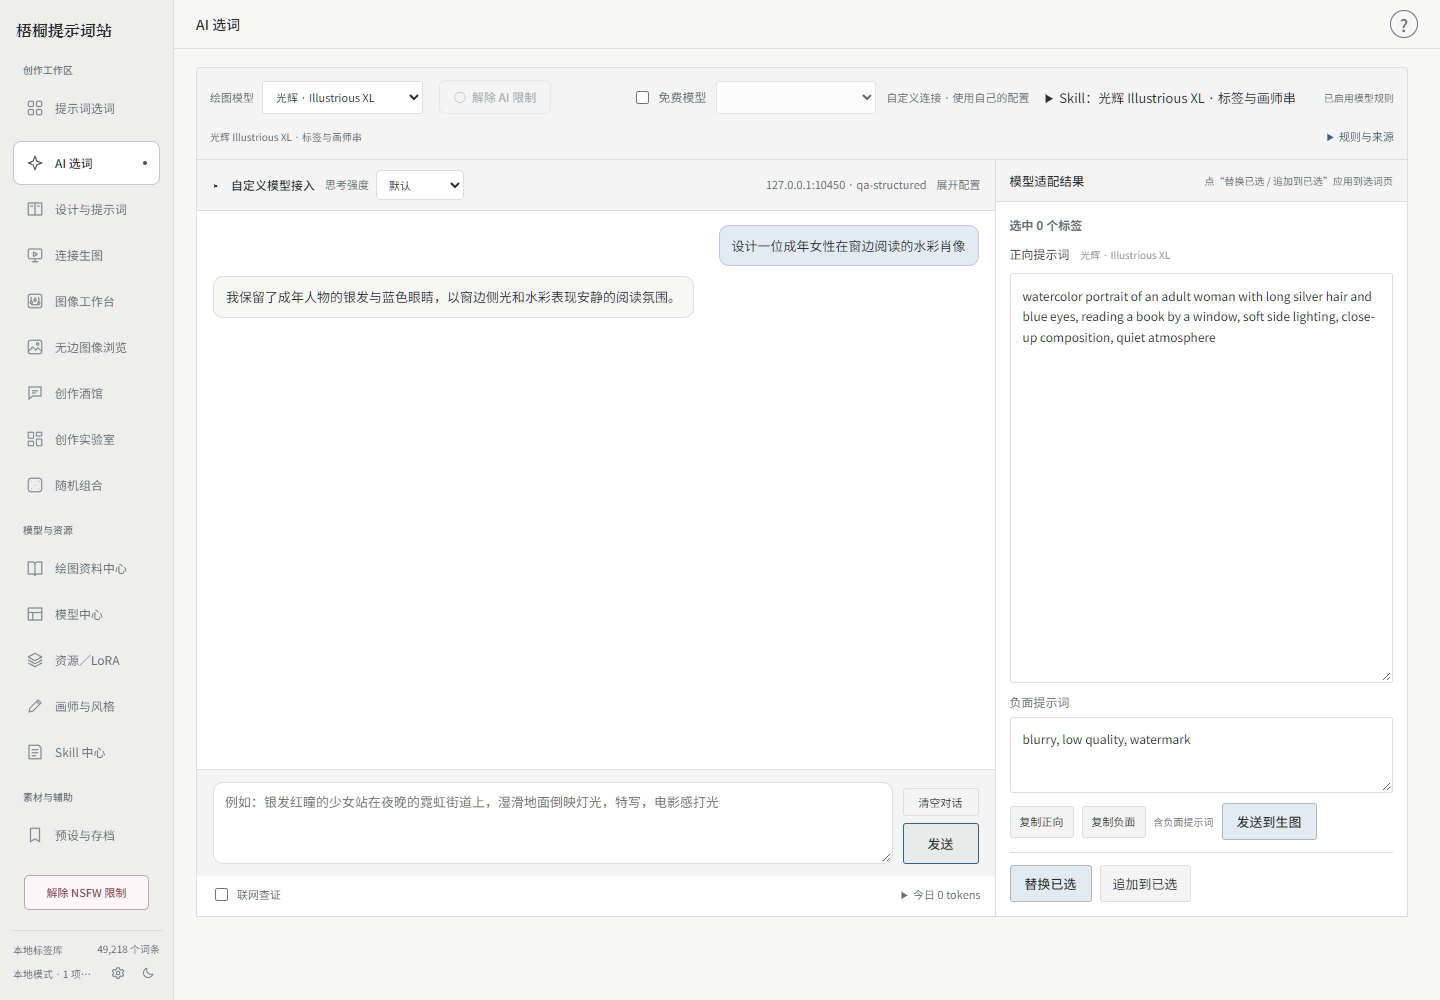 梧桐提示词站
创作工作区
提示词选词
AI 选词
设计与提示词
连接生图
图像工作台
无边图像浏览
创作酒馆
创作实验室
随机组合
模型与资源
绘图资料中心
模型中心
资源／LoRA
画师与风格
Skill 中心
素材与辅助
预设与存档
解除 NSFW 限制
本地标签库 49,218 个词条
本地模式 · 1 项…
AI 选词
?
绘图模型 光辉 · Illustrious XL 解除 AI 限制 免费模型 自定义连接 · 使用自己的配置 ▶ Skill：光辉 Illustrious XL · 标签与画师串 已启用模型规则
光辉 Illustrious XL · 标签与画师串 ▶ 规则与来源
▸ 自定义模型接入 思考强度 默认 127.0.0.1:10450 · qa-structured 展开配置
设计一位成年女性在窗边阅读的水彩肖像
我保留了成年人物的银发与蓝色眼睛，以窗边侧光和水彩表现安静的阅读氛围。
例如：银发红瞳的少女站在夜晚的霓虹街道上，湿滑地面倒映灯光，特写，电影感打光
清空对话
发送
联网查证 ▶ 今日 0 tokens
模型适配结果 点“替换已选 / 追加到已选”应用到选词页
选中 0 个标签
正向提示词 光辉 · Illustrious XL
watercolor portrait of an adult woman with long silver hair and
blue eyes, reading a book by a window, soft side lighting, close-
up composition, quiet atmosphere
负面提示词
blurry, low quality, watermark
复制正向 复制负面 含负面提示词 发送到生图
替换已选 追加到已选